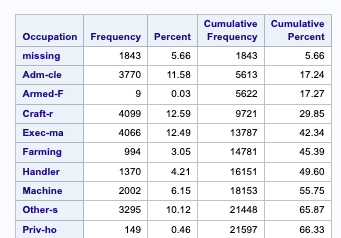 Cumulative Cumulative
Occupation Frequency Percent Frequency Percent
missing 1843 5.66 1843 5.66
Adm-cle 3770 11.58 5613 17.24
Armed-F 9 0.03 5622 17.27
Craft-r 4099 12.59 9721 29.85
Exec-ma 4066 12.49 13787 42.34
Farming 994 3.05 14781 45.39
Handler 1370 4.21 16151 49.60
Machine 2002 6.15 18153 55.75
Other-s 3295 10.12 21448 65.87
Priv-ho 149 0.46 21597 66.33